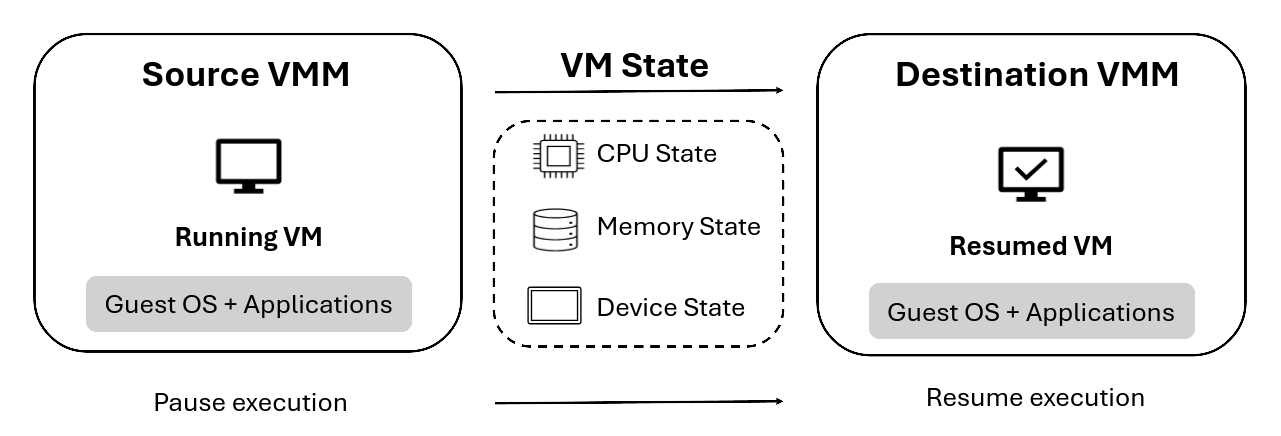 Source VMM
Running VM
Guest OS + Applications
Pause execution
VM State
CPU State
Memory State
Device State
Destination VMM
Resumed VM
Guest OS + Applications
Resume execution